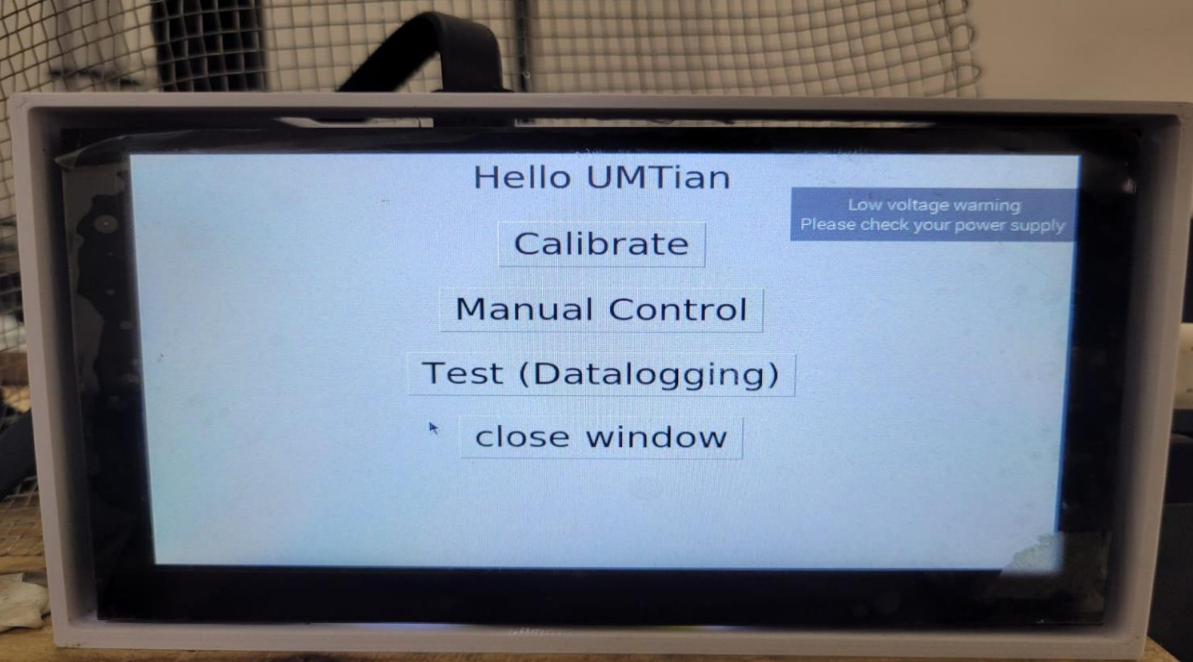 Hello UMTian
Low voltage warning
Please check your power supply
Calibrate
Manual Control
Test (Datalogging)
close window